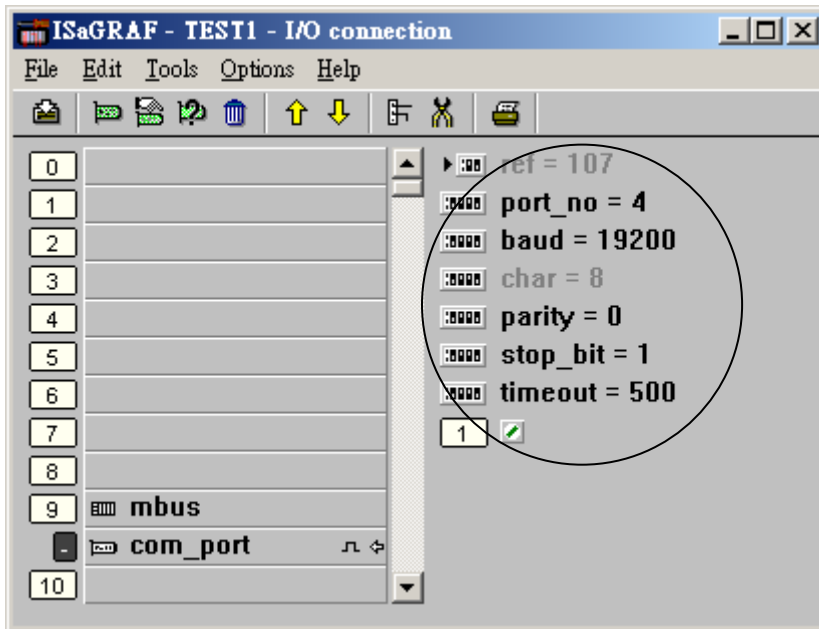 ISaGRAF - TEST1 - I/O connection
File Edit Tools Options Help
0
1
2
3
4
5
6
7
8
9 mbus
- com_port
10
ref = 107
port_no = 4
baud = 19200
char = 8
parity = 0
stop_bit = 1
timeout = 500
1